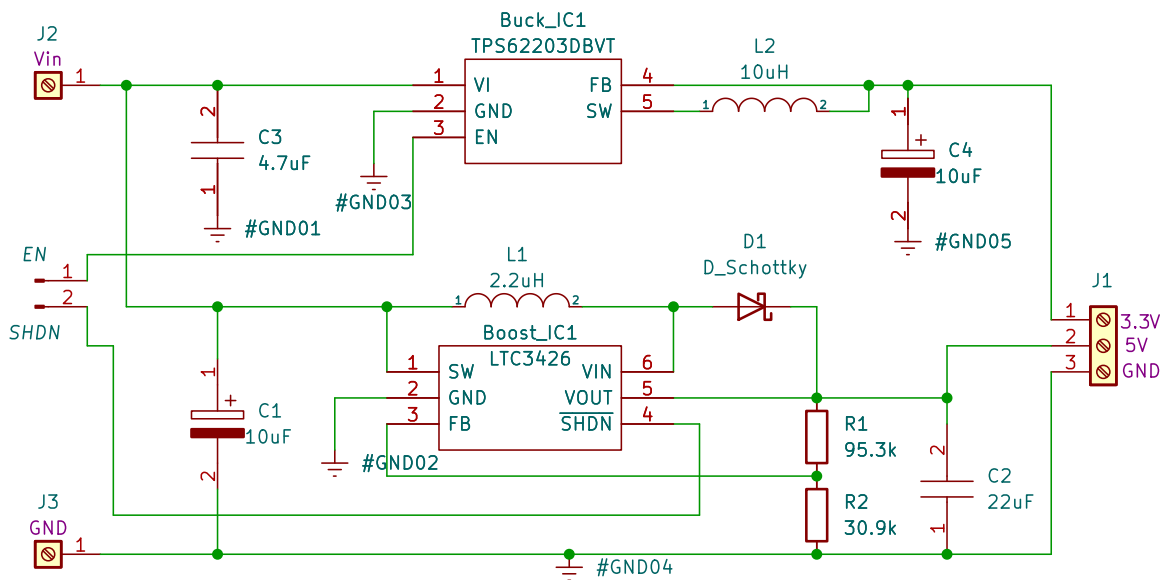 Buck_IC1
TPS62203DBVT
J2
Vin
1
1
VI
FB
4
L2
10uH
2
GND
SW
5
1
2
3
EN
2
C3
4.7uF
1
#GND01
#GND03
1
+
C4
10uF
2
#GND05
EN
1
2
SHDN
L1
2.2uH
1
2
D1
D_Schottky
Boost_IC1
LTC3426
1
SW
VIN
6
2
GND
VOUT
5
3
FB
SHDN
4
#GND02
J1
1
3.3V
2
5V
3
GND
1
+
C1
10uF
2
R1
95.3k
R2
30.9k
2
C2
22uF
1
J3
GND
1
#GND04